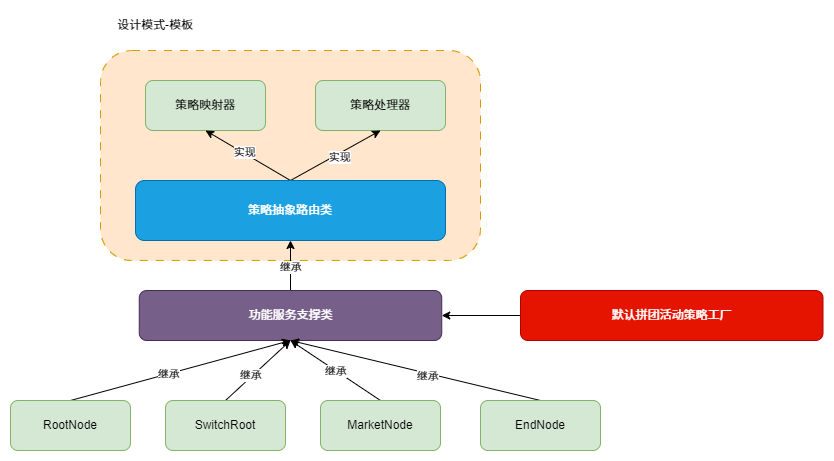 设计模式-模板
策略映射器
策略处理器
实现
实现
策略抽象路由类
继承
功能服务支撑类
默认拼团活动策略工厂
继承
继承
继承
继承
RootNode
SwitchRoot
MarketNode
EndNode